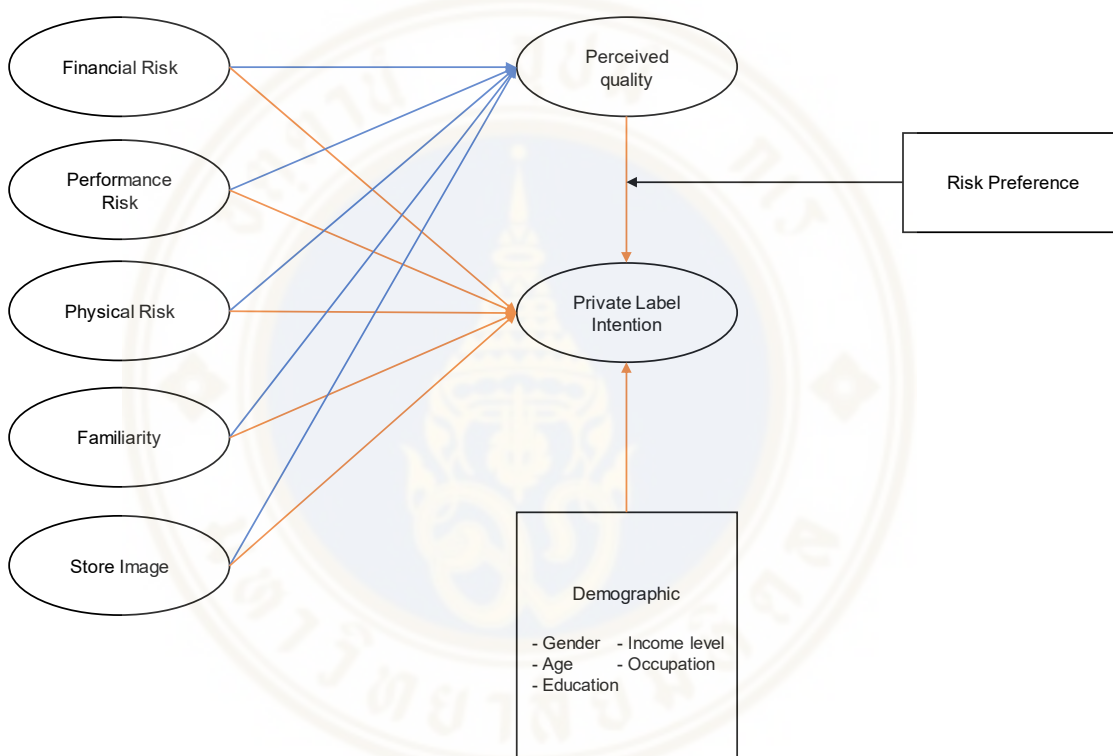 Financial Risk
Perceived
quality
Performance
Risk
Risk Preference
Physical Risk
Private Label
Intention
Familiarity
Store Image
Demographic
- Gender - Income level
- Age - Occupation
- Education